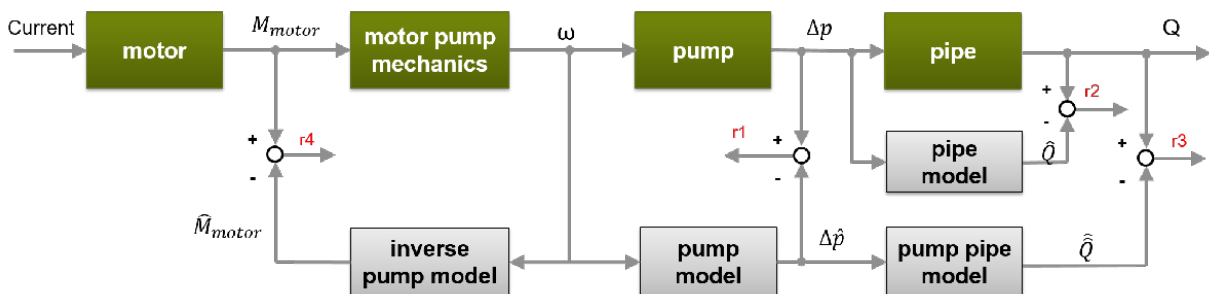 Current
motor
M_motor
motor pump
mechanics
ω
pump
Δp
pipe
Q
+
-
r4
r1
+
-
+
-
r2
pipe
model
Q̂
+
-
r3
M̂_motor
inverse
pump model
pump
model
Δp̂
pump pipe
model
Q̂̂